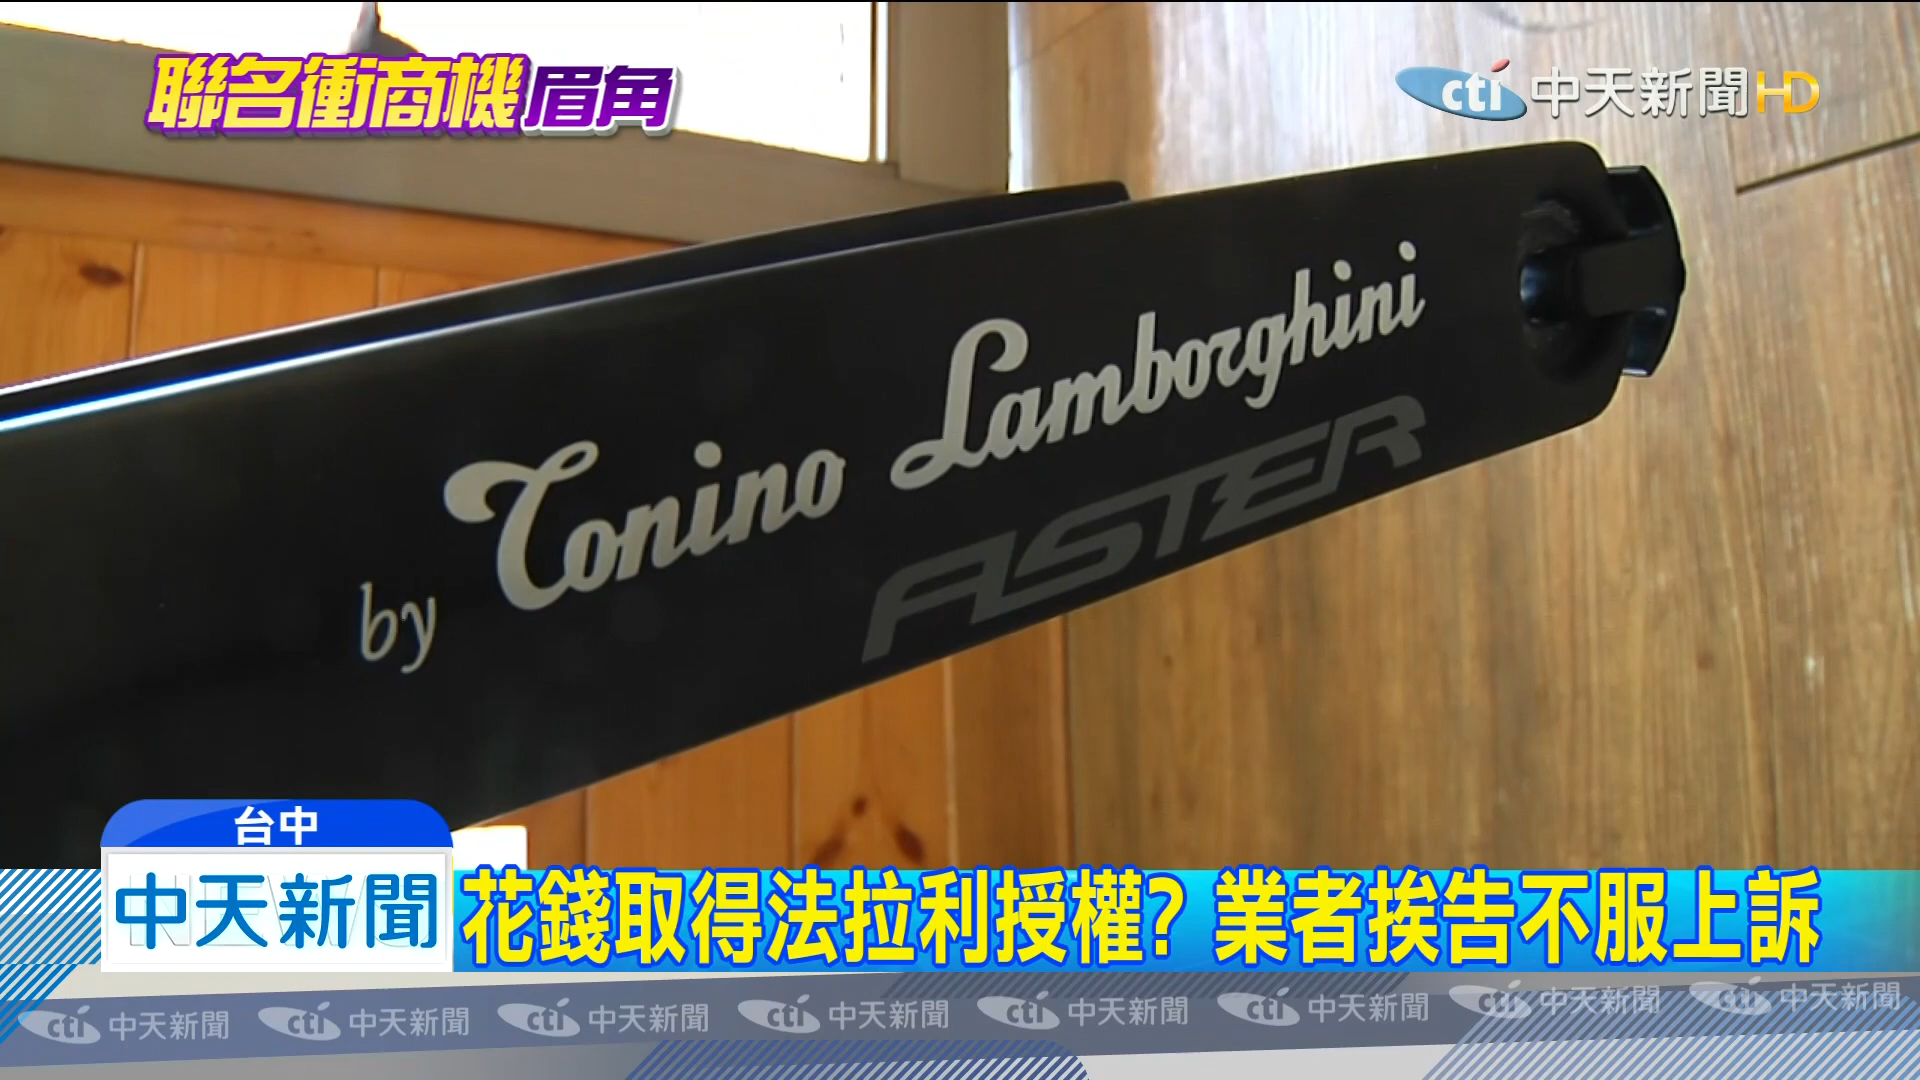 聯名衝商機眉角
cti 中天新聞HD
by Tonino Lamborghini
ASTER
台中
中天新聞
花錢取得法拉利授權? 業者挨告不服上訴
cti 中天新聞 cti 中天新聞 cti 中天新聞 cti 中天新聞 cti 中天新聞 cti 中天新聞 cti 中天新聞 cti 中天新聞